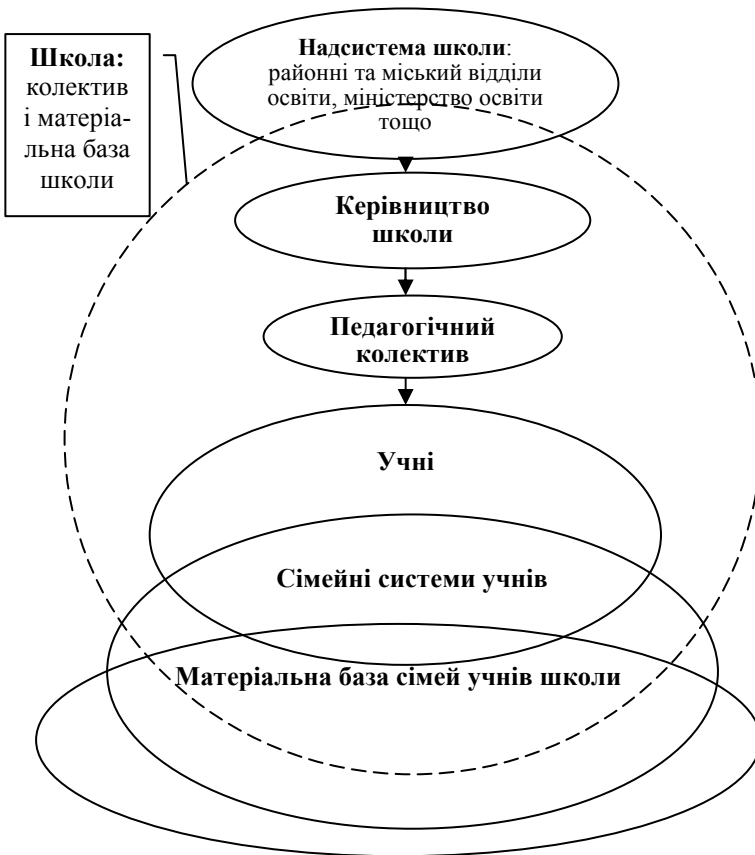 Школа:
колектив
і матеріа-
льна база
школи
Надсистема школи:
районні та міський відділи
освіти, міністерство освіти
тощо
Керівництво
школи
Педагогічний
колектив
Учні
Сімейні системи учнів
Матеріальна база сімей учнів школи